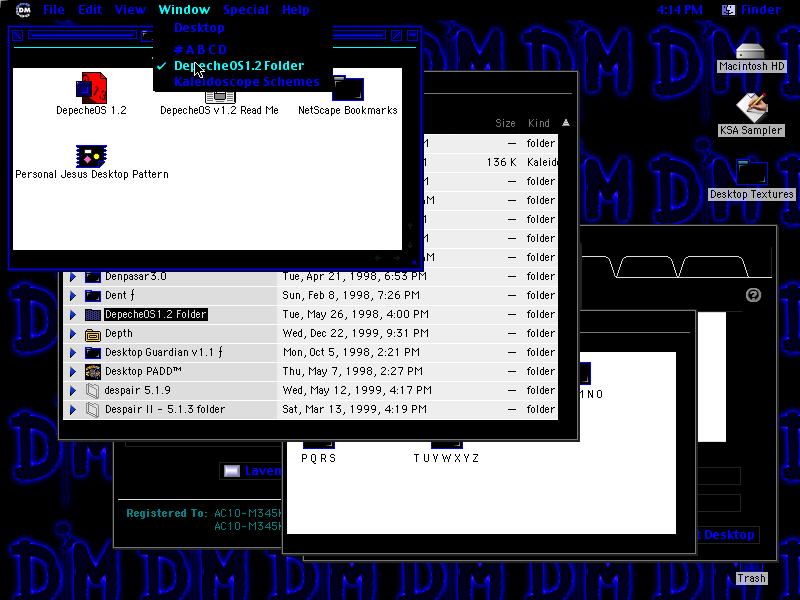 DM File Edit View Window Special Help 4:14 PM Finder
Desktop
#ABCD
✓ DepecheOS1.2 Folder
Kaleidoscope Schemes
DepecheOS 1.2
DepecheOS v1.2 Read Me
NetScape Bookmarks
Personal Jesus Desktop Pattern
Macintosh HD
KSA Sampler
Desktop Textures
Size Kind
M — folder
1 136 K Kaleid
M — folder
M — folder
M — folder
M — folder
M — folder
Denpasar3.0 Tue, Apr 21, 1998, 6:53 PM — folder
Dent ƒ Sun, Feb 8, 1998, 7:26 PM — folder
DepecheOS1.2 Folder Tue, May 26, 1998, 4:00 PM — folder
Depth Wed, Dec 22, 1999, 9:31 PM — folder
Desktop Guardian v1.1 ƒ Mon, Oct 5, 1998, 2:21 PM — folder
Desktop PADD™ Thu, May 7, 1998, 2:27 PM — folder
despair 5.1.9 Wed, May 12, 1999, 4:17 PM — folder
Despair II - 5.1.3 folder Sat, Mar 13, 1999, 4:19 PM — folder
M N O
P Q R S
T U V W X Y Z
Laven
Registered To: AC10-M345H
AC10-M345H
t Desktop
Trash